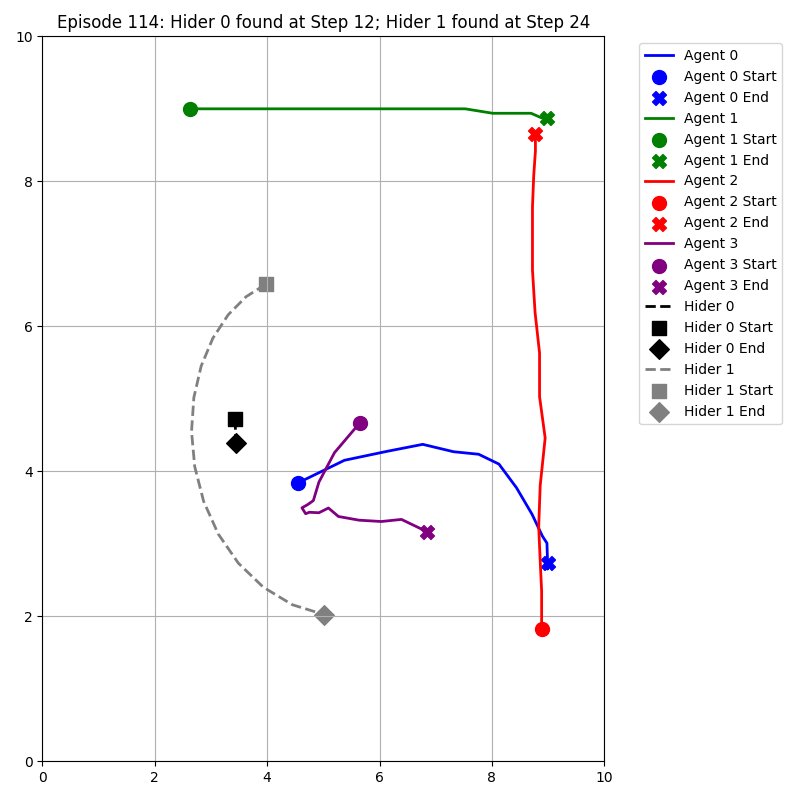 Episode 114: Hider 0 found at Step 12; Hider 1 found at Step 24
10
8
6
4
2
0
0 2 4 6 8 10
Agent 0
Agent 0 Start
Agent 0 End
Agent 1
Agent 1 Start
Agent 1 End
Agent 2
Agent 2 Start
Agent 2 End
Agent 3
Agent 3 Start
Agent 3 End
Hider 0
Hider 0 Start
Hider 0 End
Hider 1
Hider 1 Start
Hider 1 End